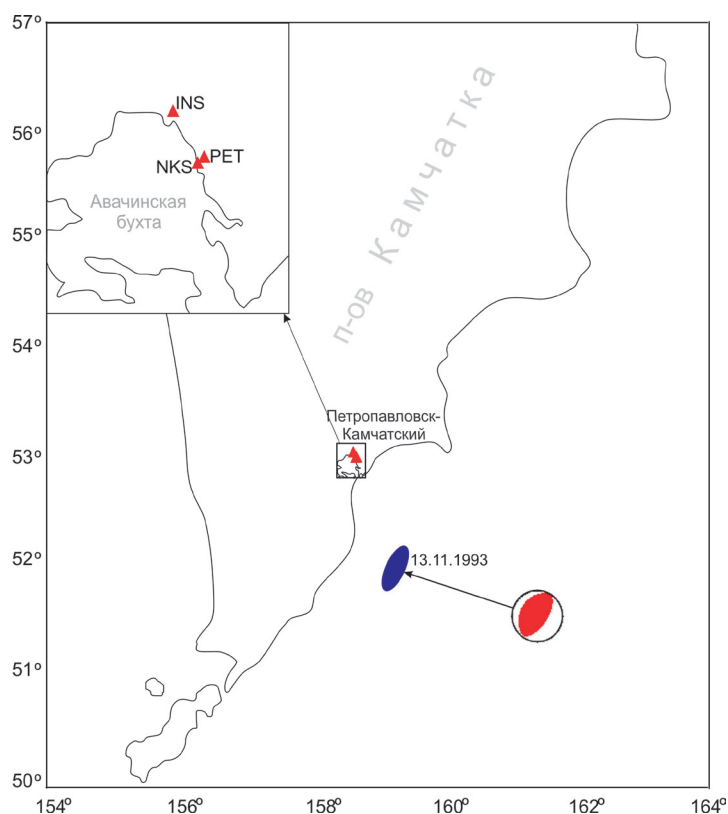 57°
56°
55°
54°
53°
52°
51°
50°
154°
156°
158°
160°
162°
164°
INS
PET
NKS
Авачинская
бухта
п-ов Камчатка
Петропавловск-
Камчатский
13.11.1993